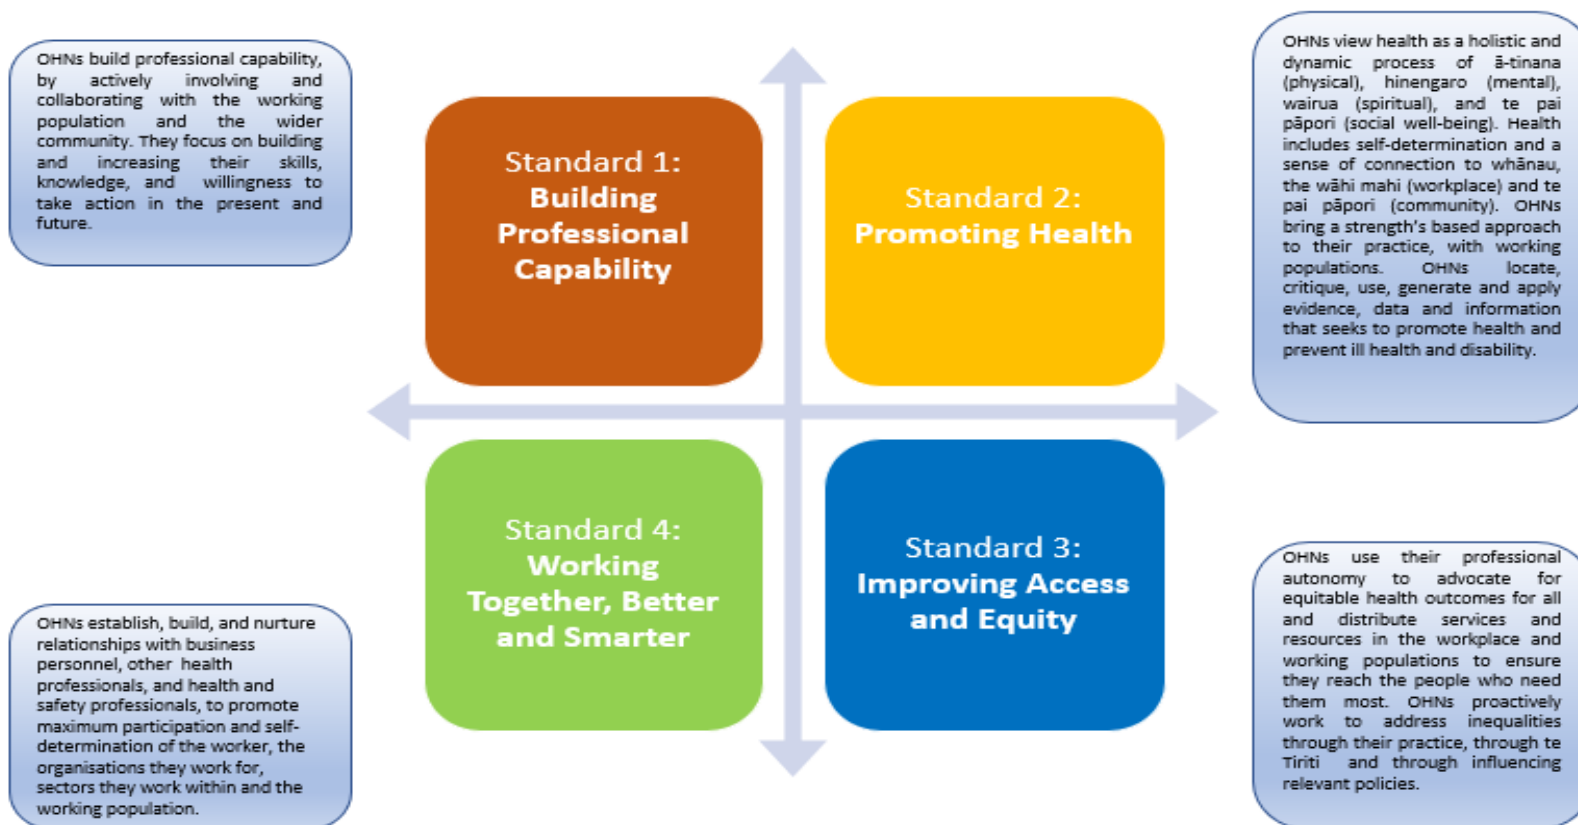 OHNs build professional capability,
by actively involving and
collaborating with the working
population and the wider
community. They focus on building
and increasing their skills,
knowledge, and willingness to
take action in the present and
future.
Standard 1:
Building
Professional
Capability
Standard 2:
Promoting Health
OHNs view health as a holistic and
dynamic process of ā-tinana
(physical), hinengaro (mental),
wairua (spiritual), and te pai
pāpori (social well-being). Health
includes self-determination and a
sense of connection to whānau,
the wāhi mahi (workplace) and te
pai pāpori (community). OHNs
bring a strength's based approach
to their practice, with working
populations. OHNs locate,
critique, use, generate and apply
evidence, data and information
that seeks to promote health and
prevent ill health and disability.
OHNs establish, build, and nurture
relationships with business
personnel, other health
professionals, and health and
safety professionals, to promote
maximum participation and self-
determination of the worker, the
organisations they work for,
sectors they work within and the
working population.
Standard 4:
Working
Together, Better
and Smarter
Standard 3:
Improving Access
and Equity
OHNs use their professional
autonomy to advocate for
equitable health outcomes for all
and distribute services and
resources in the workplace and
working populations to ensure
they reach the people who need
them most. OHNs proactively
work to address inequalities
through their practice, through te
Tiriti and through influencing
relevant policies.